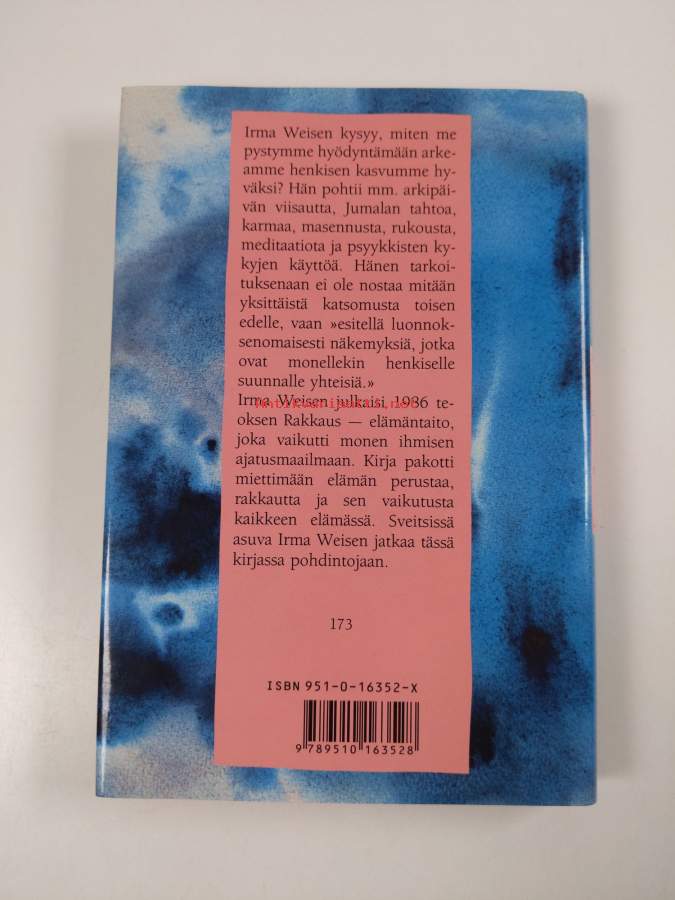 Irma Weisen kysyy, miten me
pystymme hyödyntämään arke-
amme henkisen kasvumme hy-
väksi? Hän pohtii mm. arkipäi-
vän viisautta, Jumalan tahtoa,
karmaa, masennusta, rukousta,
meditaatiota ja psyykkisten ky-
kyjen käyttöä. Hänen tarkoi-
tuksenaan ei ole nostaa mitään
yksittäistä katsomusta toisen
edelle, vaan »esitellä luonnok-
senomaisesti näkemyksiä, jotka
ovat monellekin henkiselle
suunnalle yhteisiä.»
Irma Weisen julkaisi 1986 te-
oksen Rakkaus — elämäntaito,
joka vaikutti monen ihmisen
ajatusmaailmaan. Kirja pakotti
miettimään elämän perustaa,
rakkautta ja sen vaikutusta
kaikkeen elämässä. Sveitsissä
asuva Irma Weisen jatkaa tässä
kirjassa pohdintojaan.
173
ISBN 951-0-16352-X
9 789510 163528